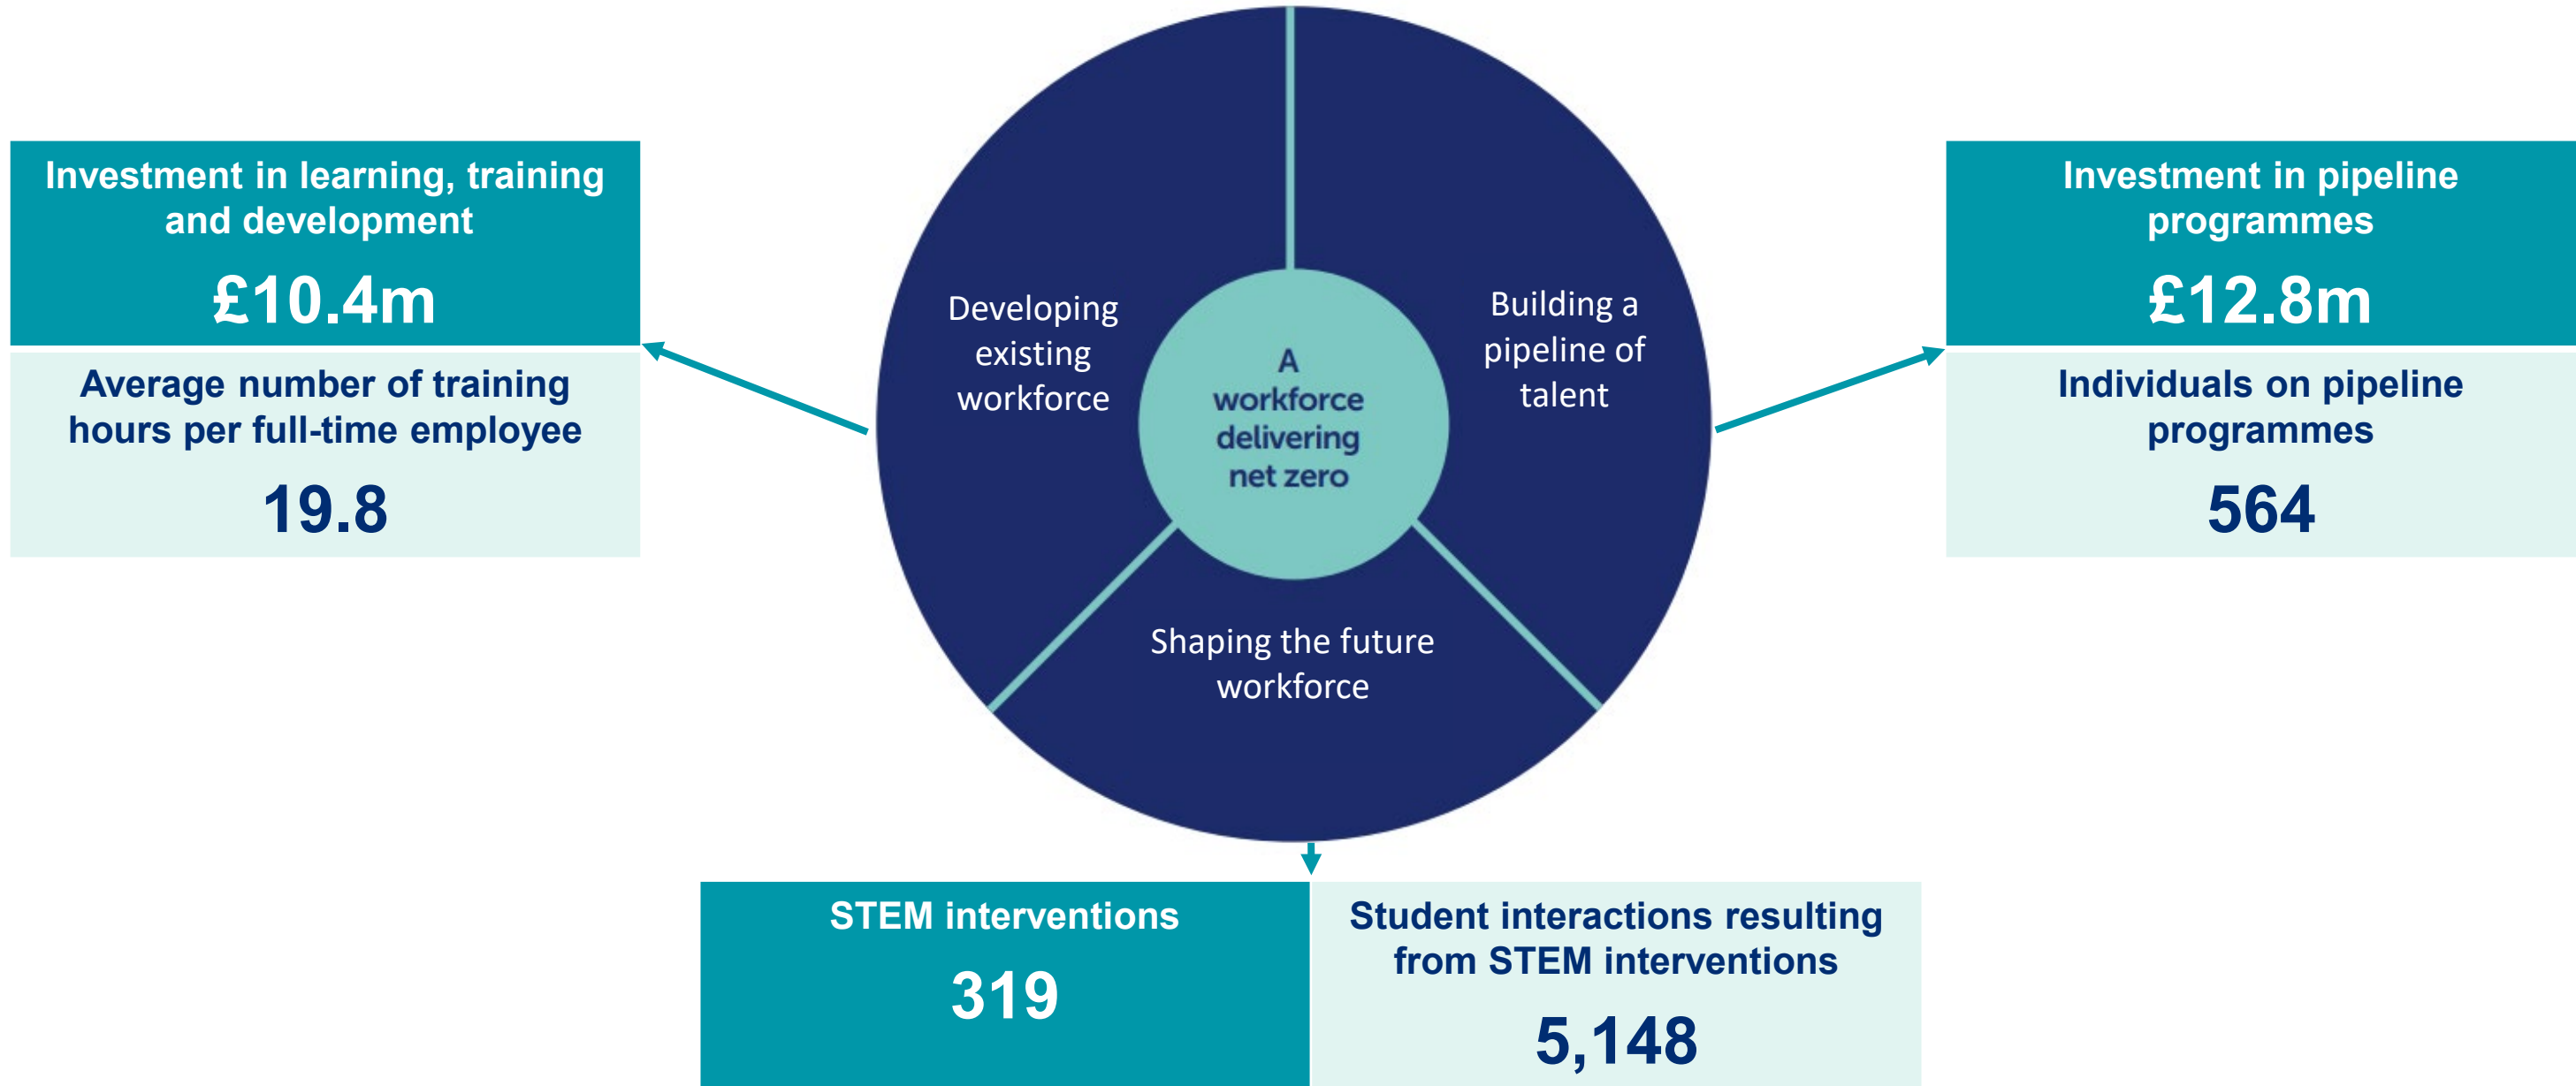 Investment in learning, training
and development
£10.4m
Average number of training
hours per full-time employee
19.8
Developing
existing
workforce
A
workforce
delivering
net zero
Building a
pipeline of
talent
Shaping the future
workforce
Investment in pipeline
programmes
£12.8m
Individuals on pipeline
programmes
564
STEM interventions
319
Student interactions resulting
from STEM interventions
5,148